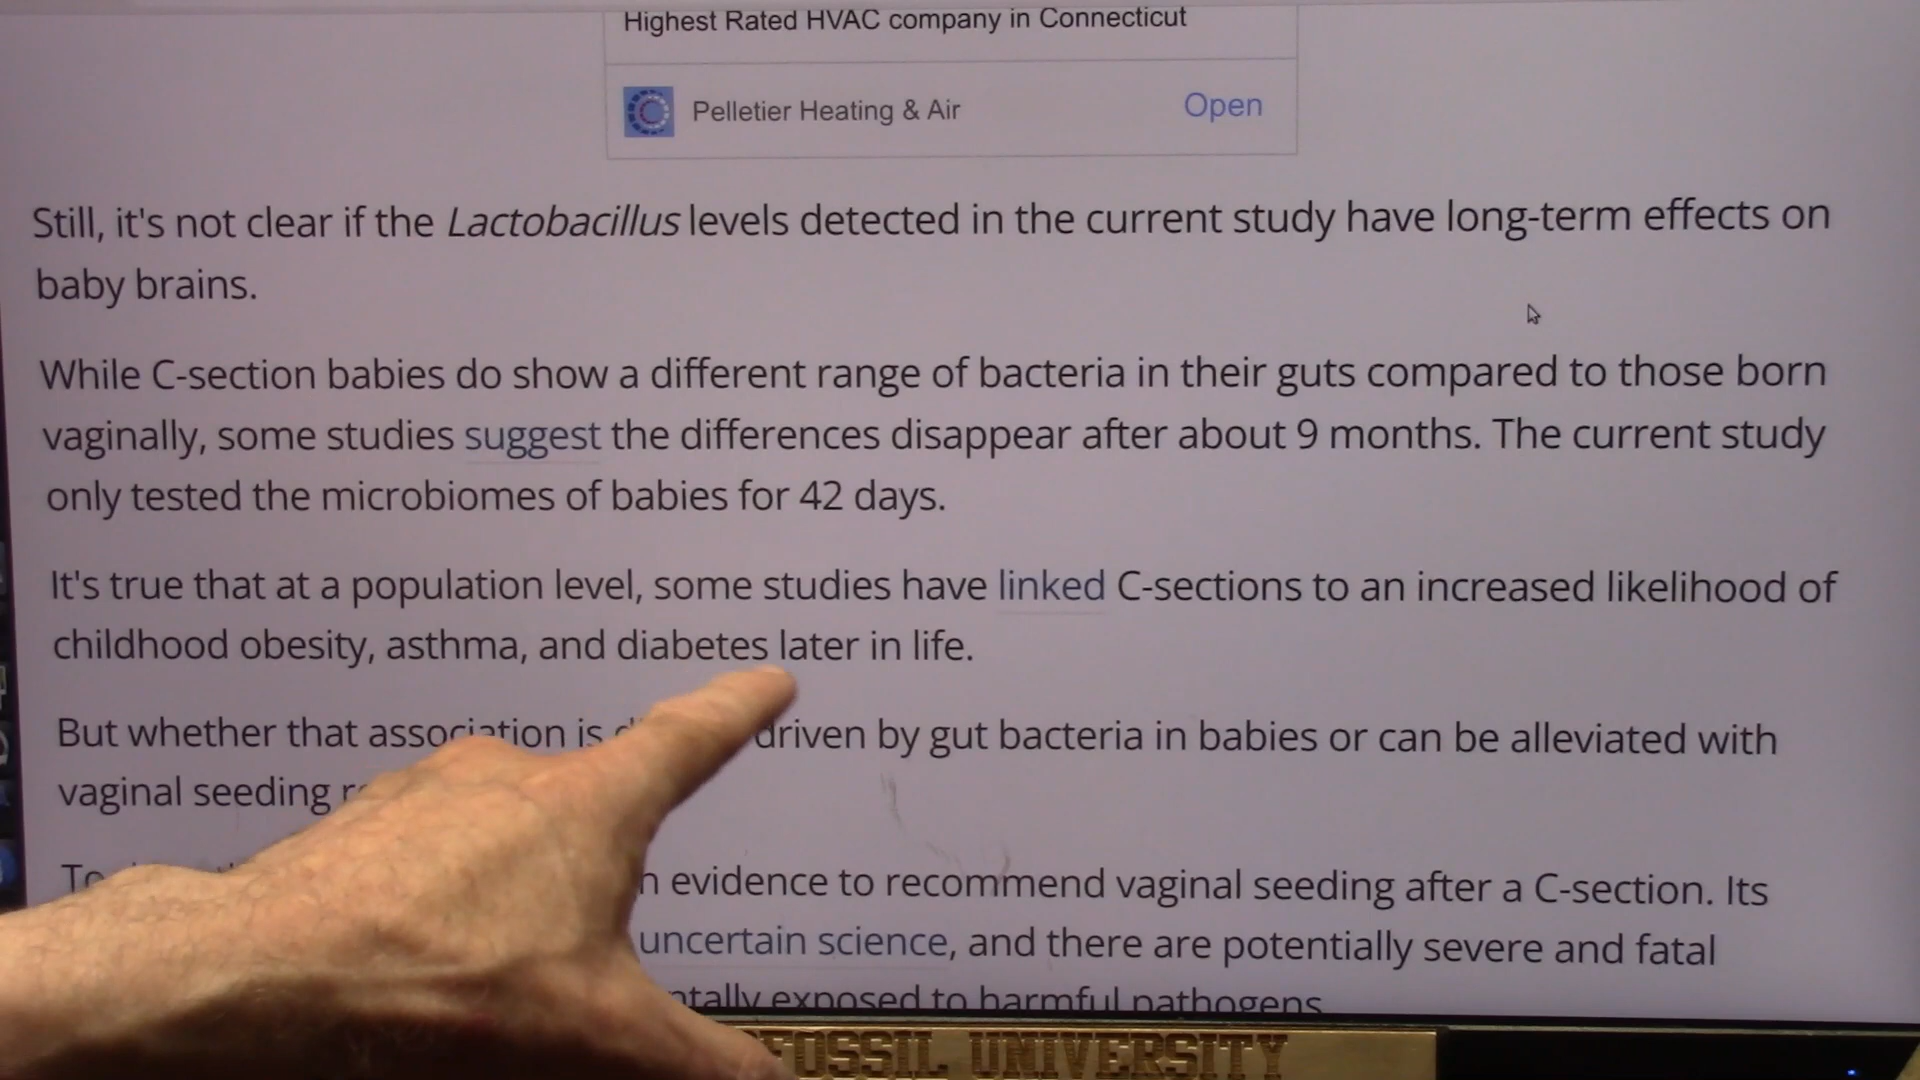 Highest Rated HVAC company in Connecticut
Pelletier Heating & Air
Open
Still, it's not clear if the Lactobacillus levels detected in the current study have long-term effects on
baby brains.
While C-section babies do show a different range of bacteria in their guts compared to those born
vaginally, some studies suggest the differences disappear after about 9 months. The current study
only tested the microbiomes of babies for 42 days.
It's true that at a population level, some studies have linked C-sections to an increased likelihood of
childhood obesity, asthma, and diabetes later in life.
But whether that association is driven by gut bacteria in babies or can be alleviated with
vaginal seeding
evidence to recommend vaginal seeding after a C-section. Its
uncertain science, and there are potentially severe and fatal
exposed to harmful pathogens
FOSSIL UNIVERSITY